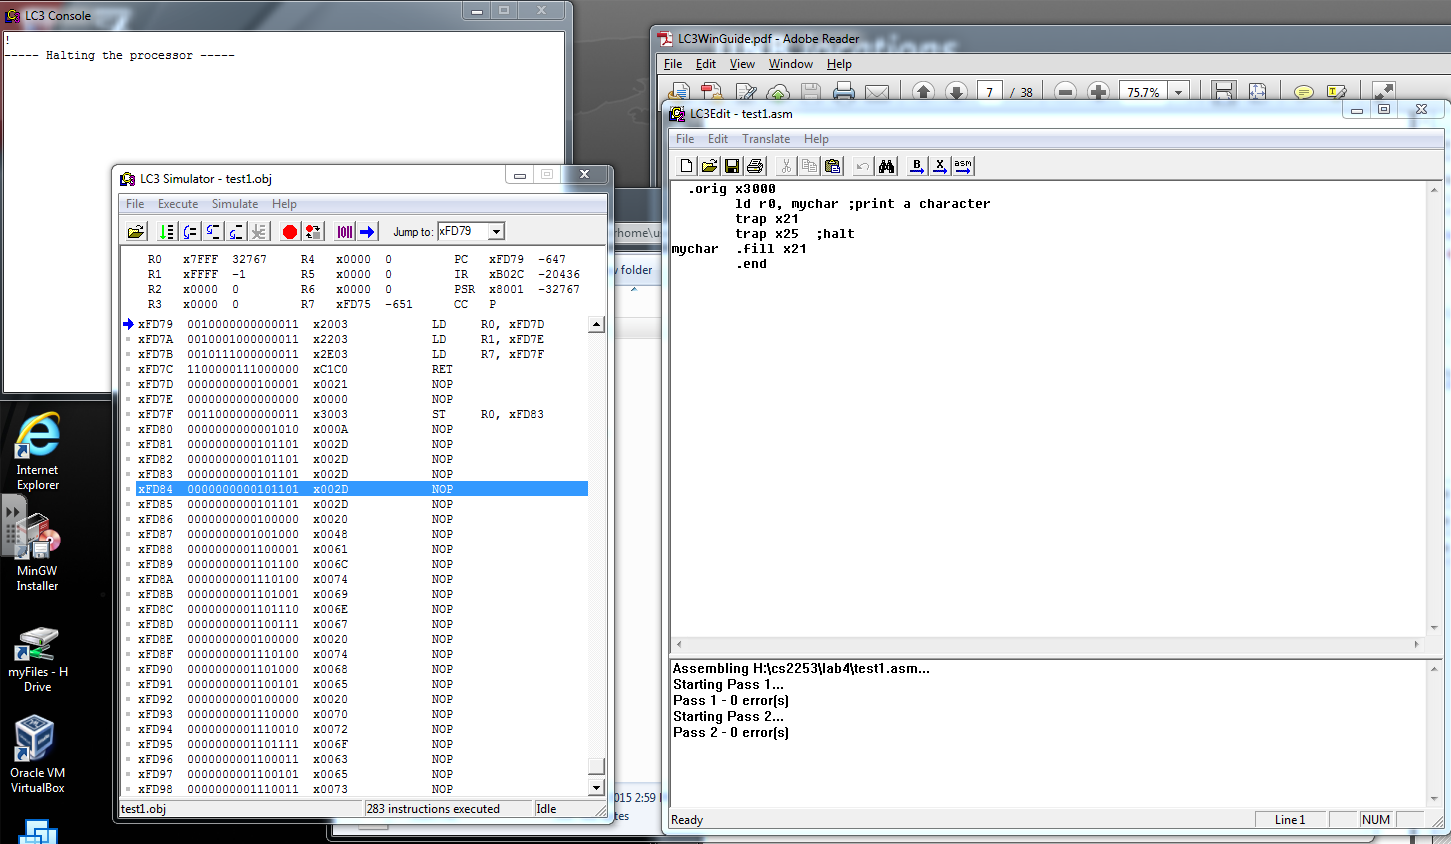 LC3 Console
!
----- Halting the processor -----
LC3WinGuide.pdf - Adobe Reader
File Edit View Window Help
7 / 38 75.7%
LC3Edit - test1.asm
File Edit Translate Help
B X asm
.orig x3000
ld r0, mychar ;print a character
trap x21
trap x25 ;halt
mychar .fill x21
.end
Assembling H:\cs2253\lab4\test1.asm...
Starting Pass 1...
Pass 1 - 0 error(s)
Starting Pass 2...
Pass 2 - 0 error(s)
Ready Line 1 NUM
LC3 Simulator - test1.obj
File Execute Simulate Help
Jump to: xFD79
R0 x7FFF 32767 R4 x0000 0 PC xFD79 -647
R1 xFFFF -1 R5 x0000 0 IR xB02C -20436
R2 x0000 0 R6 x0000 0 PSR x8001 -32767
R3 x0000 0 R7 xFD75 -651 CC P
xFD79 0010000000000011 x2003 LD R0, xFD7D
xFD7A 0010001000000011 x2203 LD R1, xFD7E
xFD7B 0010111000000011 x2E03 LD R7, xFD7F
xFD7C 1100000111000000 xC1C0 RET
xFD7D 0000000000100001 x0021 NOP
xFD7E 0000000000000000 x0000 NOP
xFD7F 0011000000000011 x3003 ST R0, xFD83
xFD80 0000000000001010 x000A NOP
xFD81 0000000000101101 x002D NOP
xFD82 0000000000101101 x002D NOP
xFD83 0000000000101101 x002D NOP
xFD84 0000000000101101 x002D NOP
xFD85 0000000000101101 x002D NOP
xFD86 0000000000100000 x0020 NOP
xFD87 0000000001001000 x0048 NOP
xFD88 0000000001100001 x0061 NOP
xFD89 0000000001101100 x006C NOP
xFD8A 0000000001110100 x0074 NOP
xFD8B 0000000001101001 x0069 NOP
xFD8C 0000000001101110 x006E NOP
xFD8D 0000000001100111 x0067 NOP
xFD8E 0000000000100000 x0020 NOP
xFD8F 0000000001110100 x0074 NOP
xFD90 0000000001101000 x0068 NOP
xFD91 0000000001100101 x0065 NOP
xFD92 0000000000100000 x0020 NOP
xFD93 0000000001110000 x0070 NOP
xFD94 0000000001110010 x0072 NOP
xFD95 0000000001101111 x006F NOP
xFD96 0000000001100011 x0063 NOP
xFD97 0000000001100101 x0065 NOP
xFD98 0000000001110011 x0073 NOP
test1.obj 283 instructions executed Idle
folder
015 2:59
Internet
Explorer
MinGW
Installer
myFiles - H
Drive
Oracle VM
VirtualBox